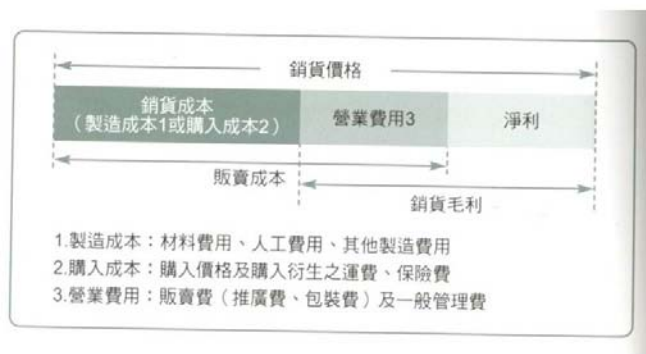 銷貨價格
銷貨成本
（製造成本1或購入成本2）
營業費用3
淨利
販賣成本
銷貨毛利
1.製造成本：材料費用、人工費用、其他製造費用
2.購入成本：購入價格及購入衍生之運費、保險費
3.營業費用：販賣費（推廣費、包裝費）及一般管理費